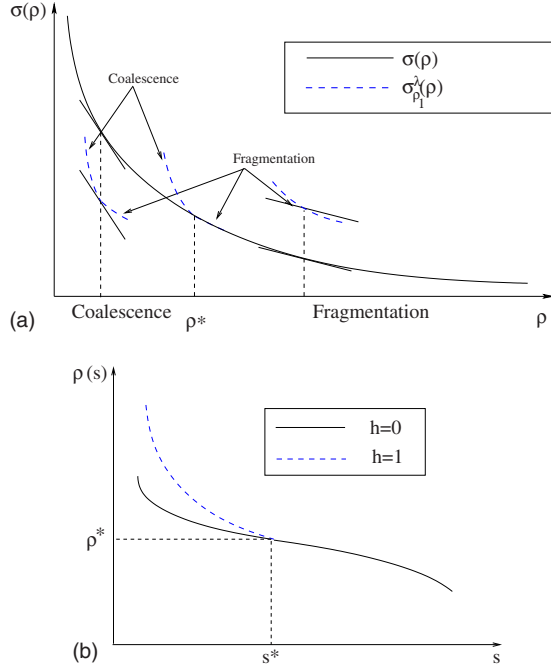 σ(ρ)
Coalescence
Fragmentation
σ(ρ)
σ^λ_ρ₁(ρ)
(a)
Coalescence
ρ*
Fragmentation
ρ
ρ(s)
h=0
h=1
ρ*
(b)
s*
s